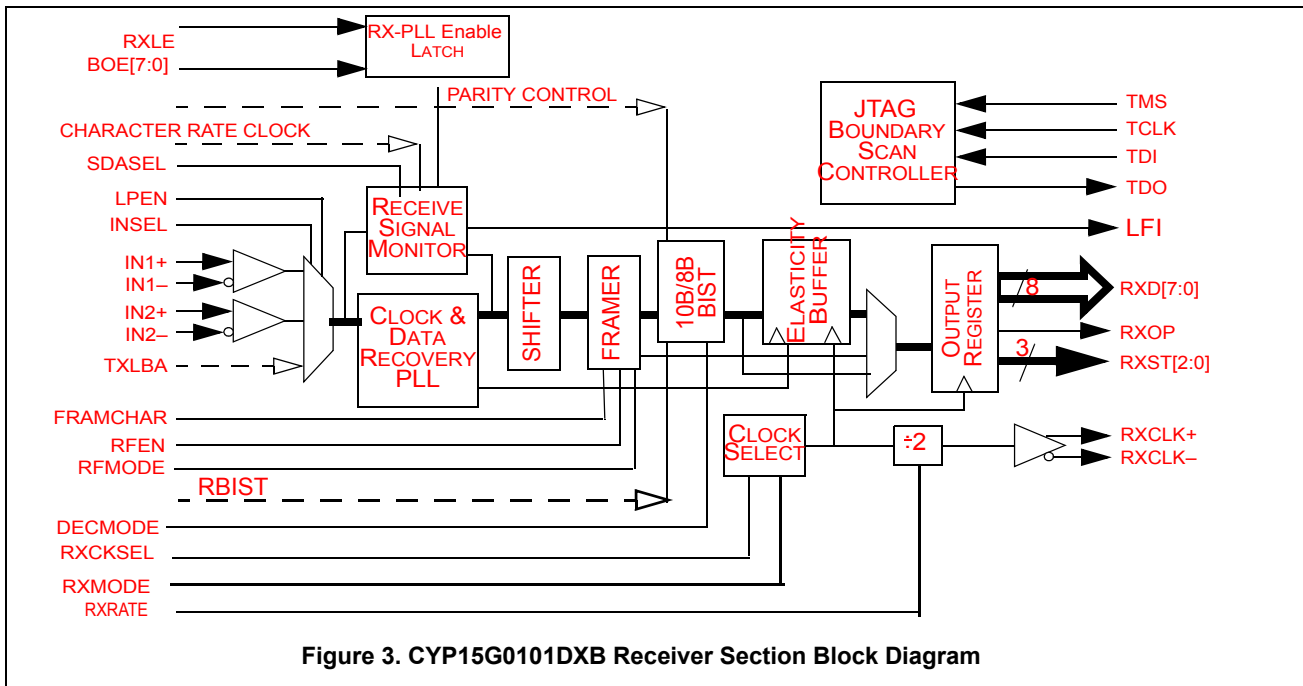 RXLE
BOE[7:0]
RX-PLL Enable
LATCH
PARITY CONTROL
CHARACTER RATE CLOCK
SDASEL
LPEN
INSEL
IN1+
IN1–
IN2+
IN2–
TXLBA
RECEIVE
SIGNAL
MONITOR
CLOCK &
DATA
RECOVERY
PLL
SHIFTER
FRAMER
10B/8B
BIST
ELASTICITY
BUFFER
OUTPUT
REGISTER
JTAG
BOUNDARY
SCAN
CONTROLLER
TMS
TCLK
TDI
TDO
LFI
8
RXD[7:0]
RXOP
3
RXST[2:0]
FRAMCHAR
RFEN
RFMODE
RBIST
DECMODE
RXCKSEL
RXMODE
RXRATE
CLOCK
SELECT
÷2
RXCLK+
RXCLK–
Figure 3. CYP15G0101DXB Receiver Section Block Diagram